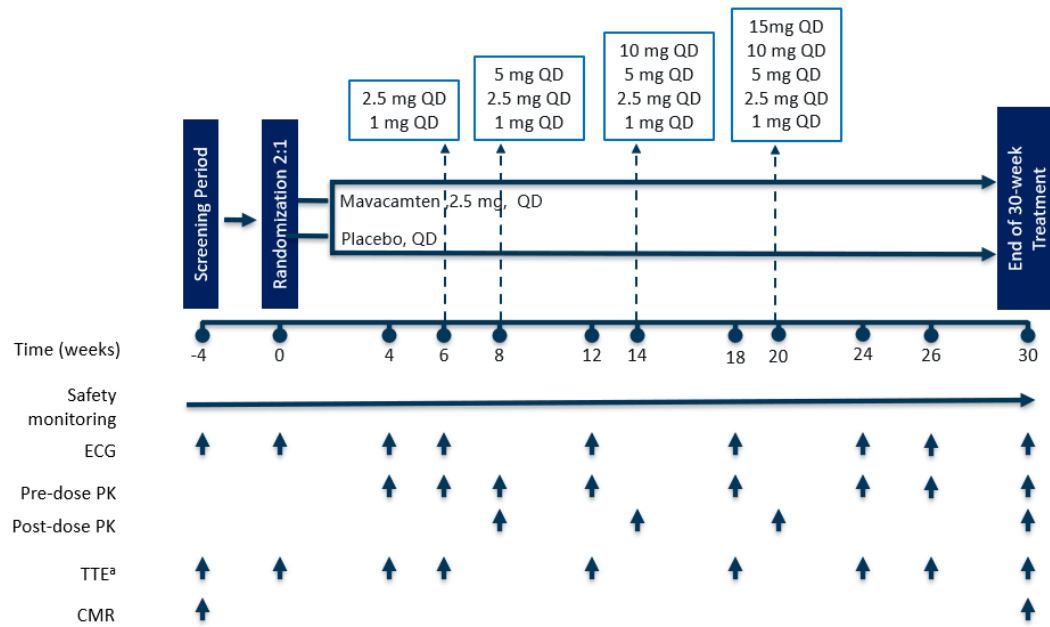 15mg QD
10 mg QD
5 mg QD
2.5 mg QD
1 mg QD
10 mg QD
5 mg QD
2.5 mg QD
1 mg QD
5 mg QD
2.5 mg QD
1 mg QD
2.5 mg QD
1 mg QD
Screening Period
Randomization 2:1
Mavacamten ,2.5 mg, QD
Placebo, QD
End of 30-week
Treatment
Time (weeks)
-4 0 4 6 8 12 14 18 20 24 26 30
Safety
monitoring
ECG
Pre-dose PK
Post-dose PK
TTEª
CMR